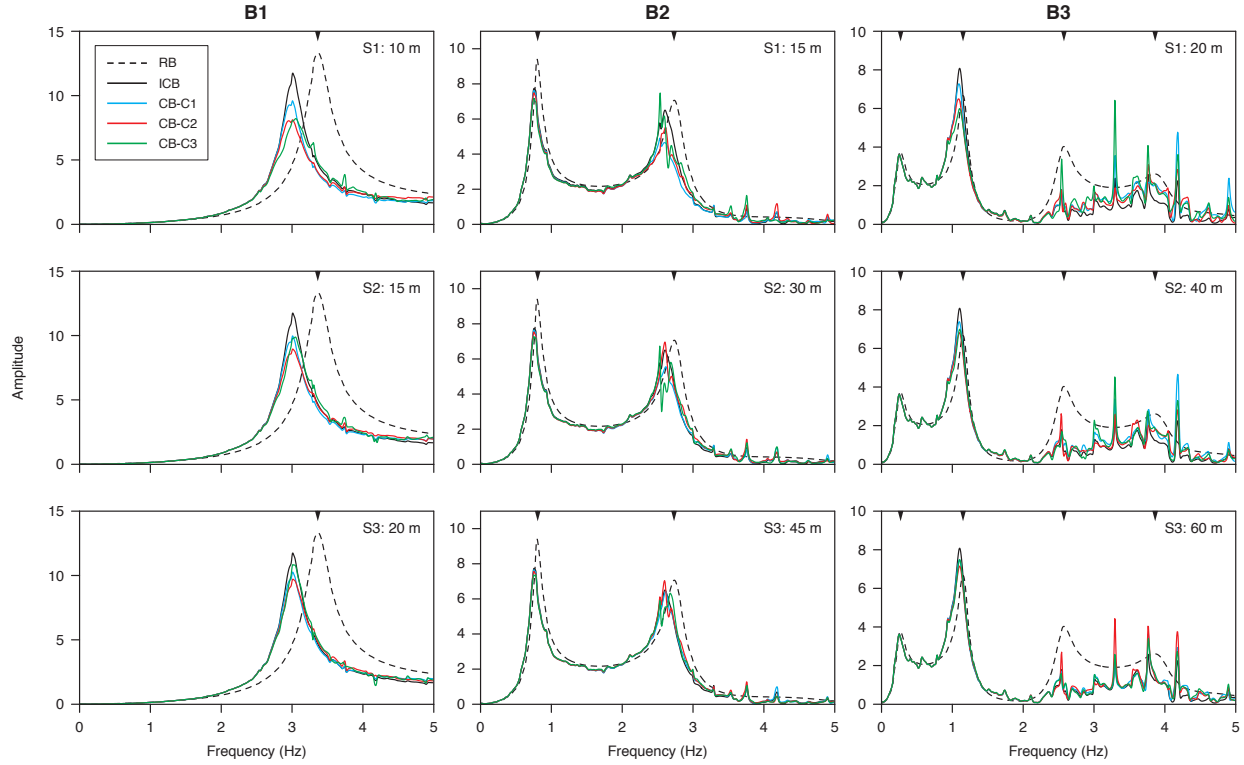 B1
B2
B3
15
10
5
0
S1: 10 m
RB
ICB
CB-C1
CB-C2
CB-C3
10
8
6
4
2
0
S1: 15 m
10
8
6
4
2
0
S1: 20 m
Amplitude
15
10
5
0
S2: 15 m
10
8
6
4
2
0
S2: 30 m
10
8
6
4
2
0
S2: 40 m
15
10
5
0
S3: 20 m
0 1 2 3 4 5
Frequency (Hz)
10
8
6
4
2
0
S3: 45 m
0 1 2 3 4 5
Frequency (Hz)
10
8
6
4
2
0
S3: 60 m
0 1 2 3 4 5
Frequency (Hz)